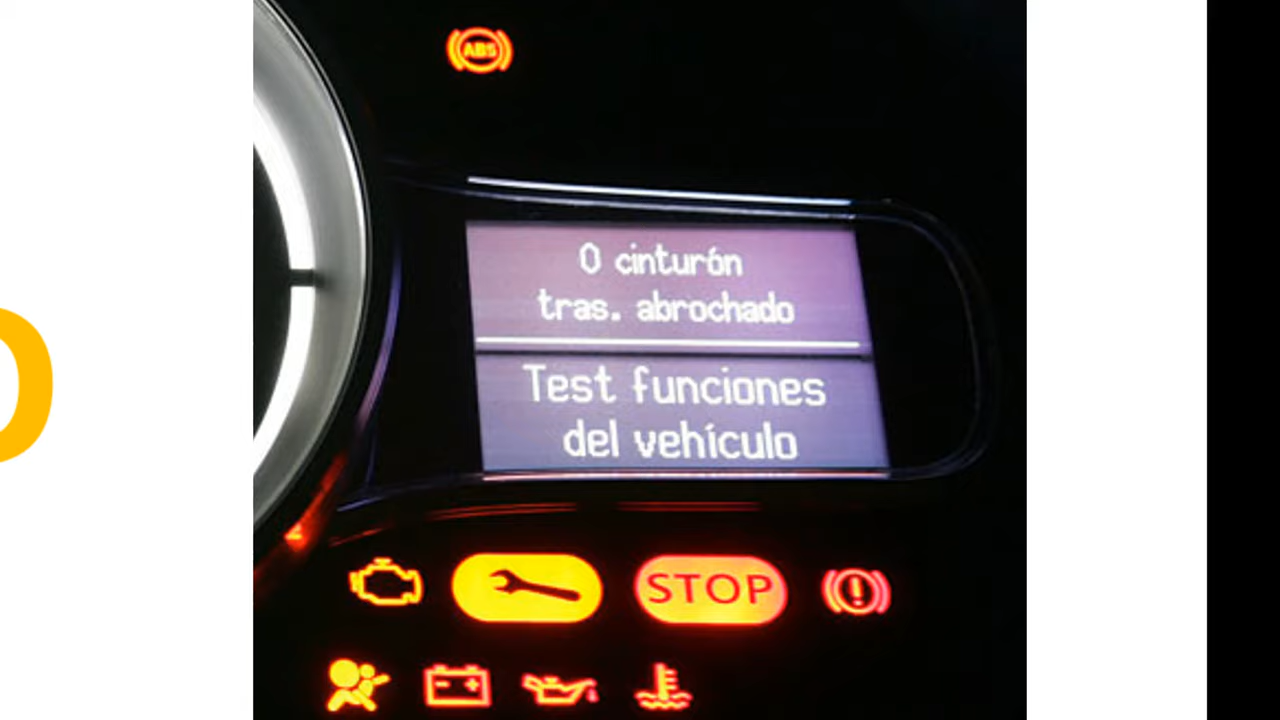 ABS
0 cinturón
tras. abrochado
Test funciones
del vehículo
STOP